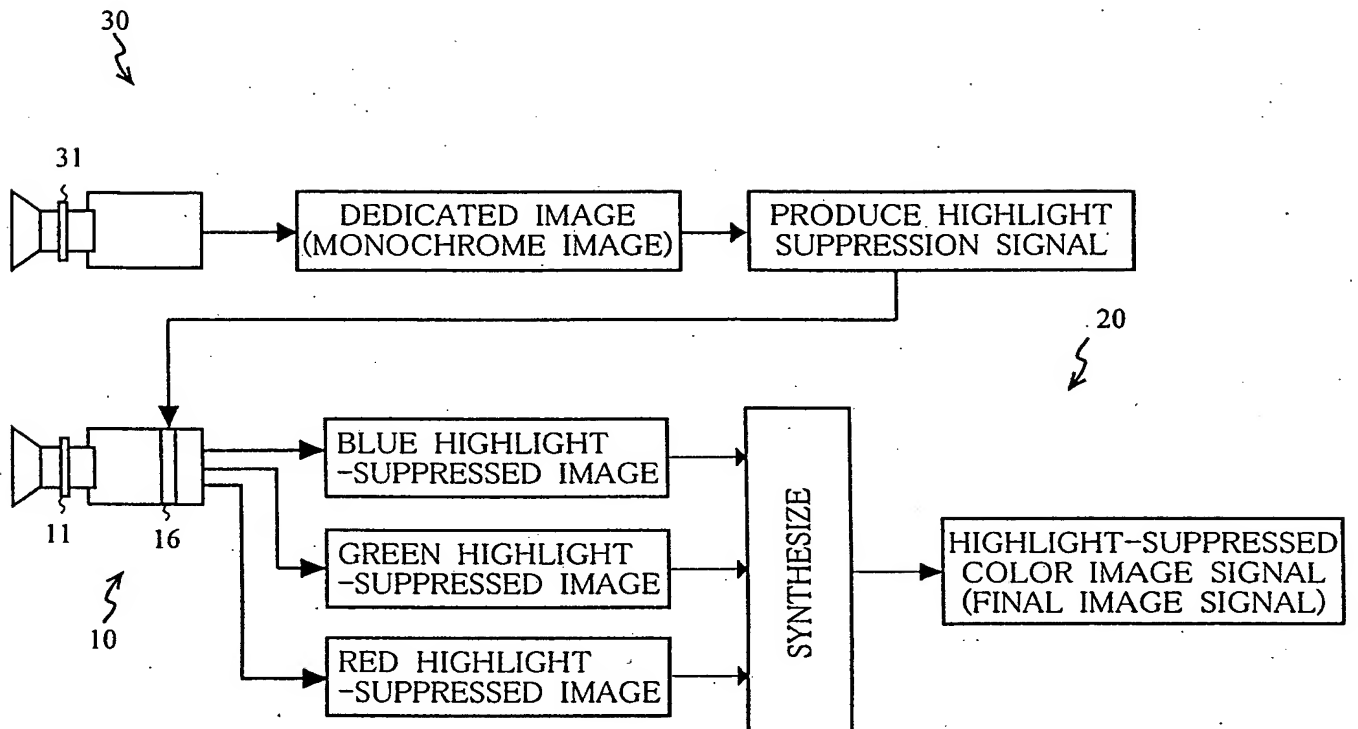 30
31
DEDICATED IMAGE
(MONOCHROME IMAGE)
PRODUCE HIGHLIGHT
SUPPRESSION SIGNAL
20
11
16
10
BLUE HIGHLIGHT
-SUPPRESSED IMAGE
GREEN HIGHLIGHT
-SUPPRESSED IMAGE
RED HIGHLIGHT
-SUPPRESSED IMAGE
SYNTHESIZE
HIGHLIGHT-SUPPRESSED
COLOR IMAGE SIGNAL
(FINAL IMAGE SIGNAL)